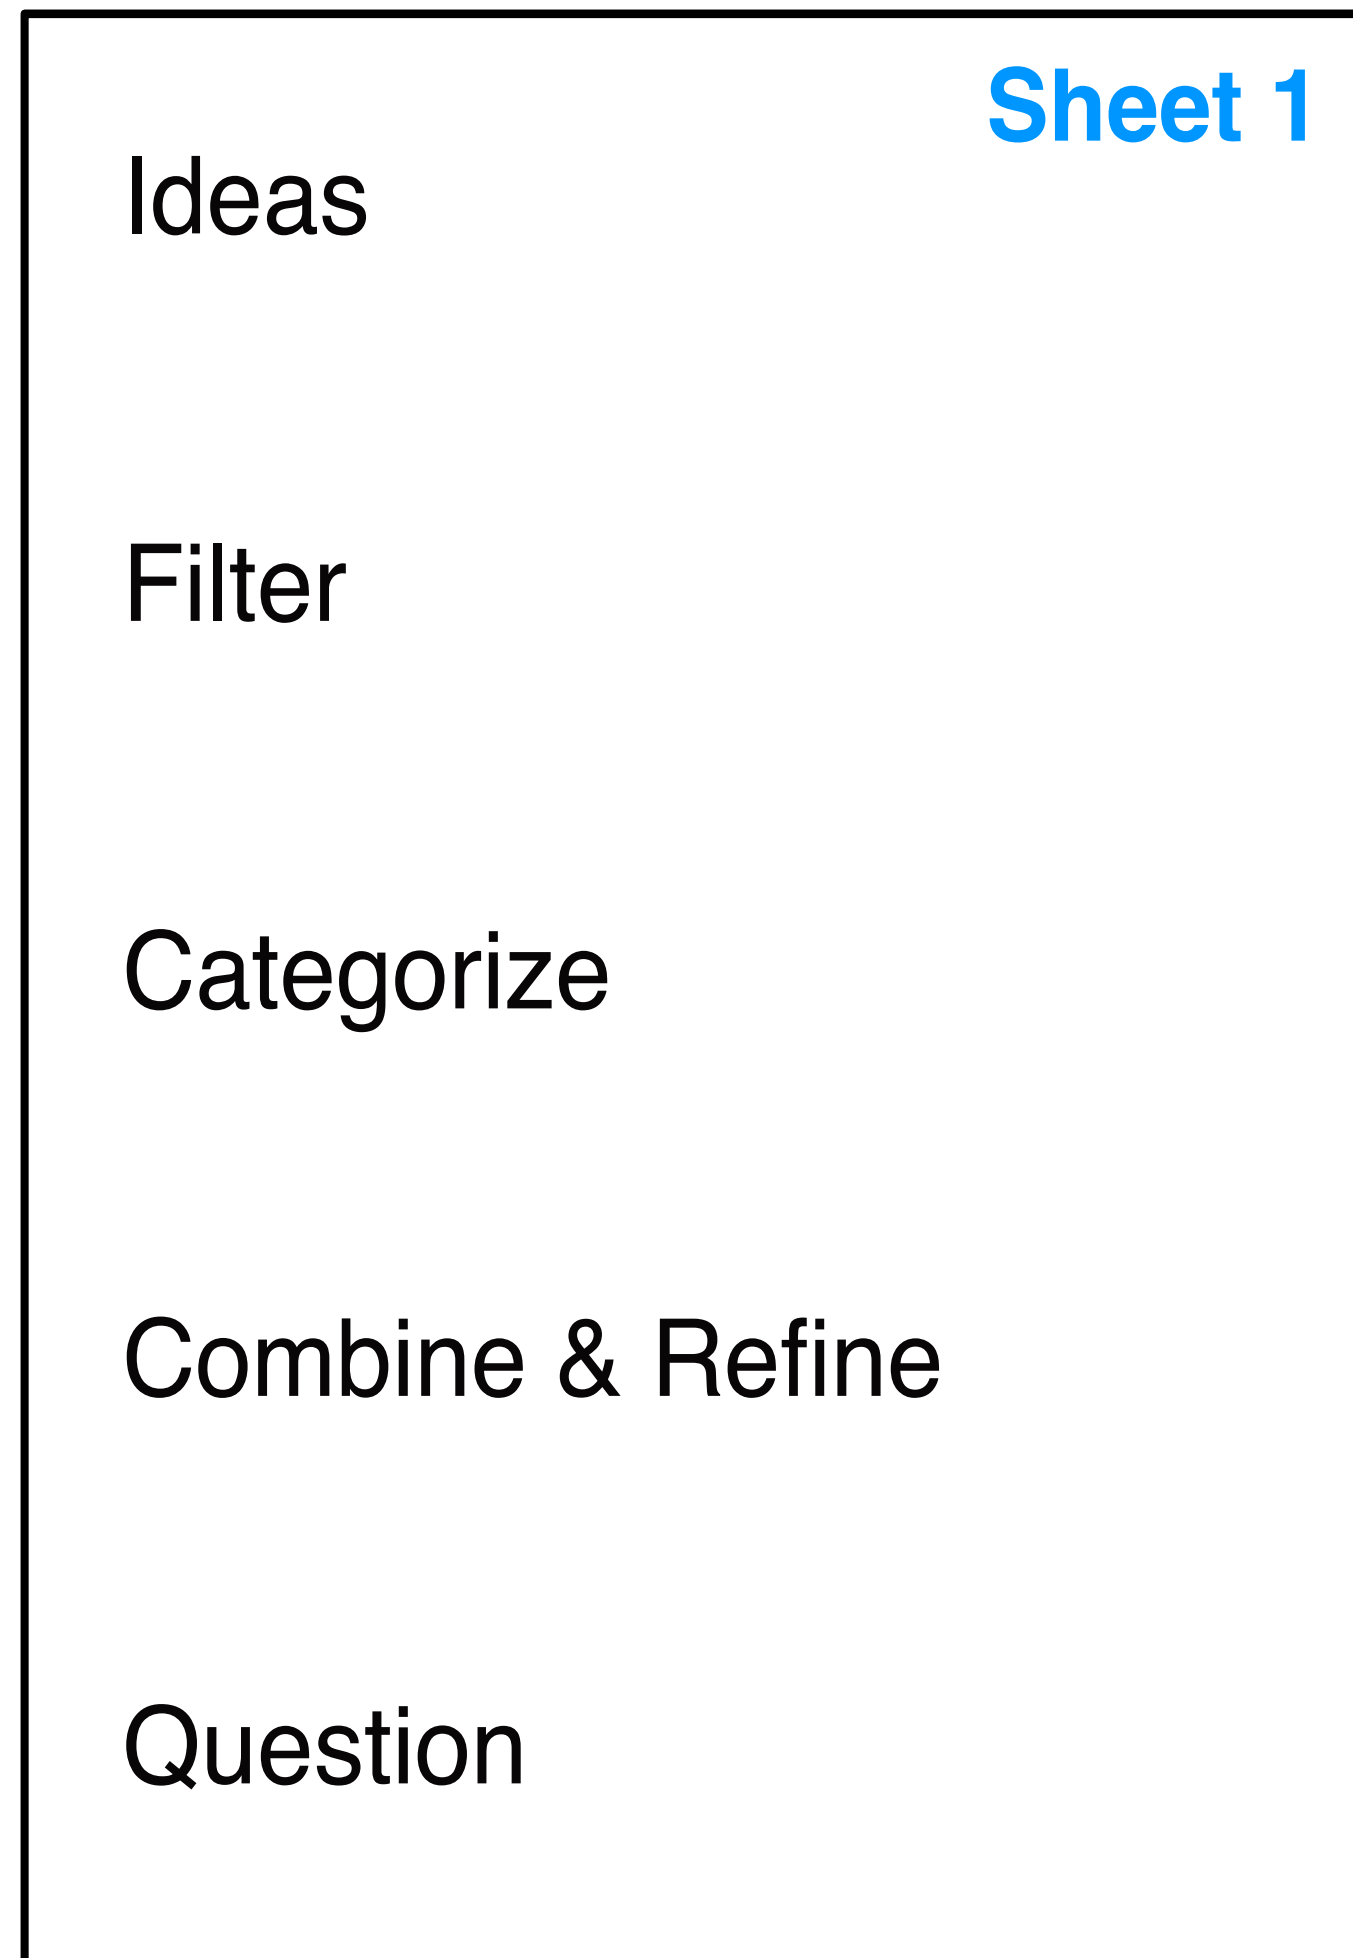 Sheet 1
Ideas
Filter
Categorize
Combine & Refine
Question